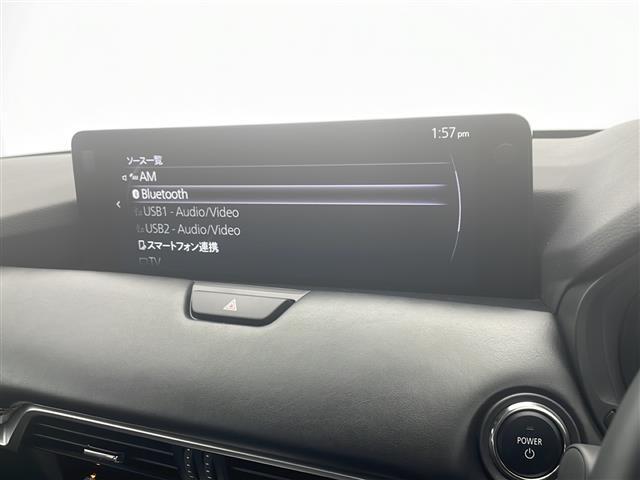 1:57 pm
ソース一覧
AM
Bluetooth
USB1 - Audio/Video
USB2 - Audio/Video
スマートフォン連携
TV
POWER